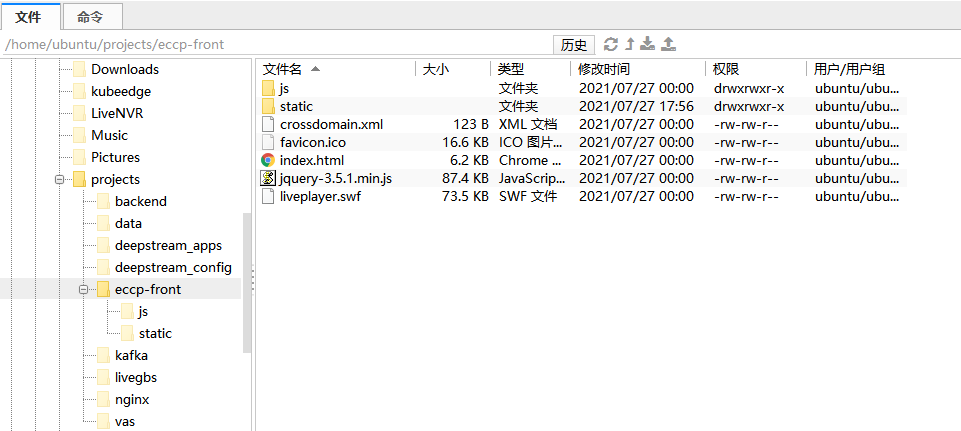 文件 命令
/home/ubuntu/projects/eccp-front 历史
Downloads
kubeedge
LiveNVR
Music
Pictures
projects
backend
data
deepstream_apps
deepstream_config
eccp-front
js
static
kafka
livegbs
nginx
vas
文件名 大小 类型 修改时间 权限 用户/用户组
js 文件夹 2021/07/27 00:00 drwxrwxr-x ubuntu/ubu...
static 文件夹 2021/07/27 17:56 drwxrwxr-x ubuntu/ubu...
crossdomain.xml 123 B XML 文档 2021/07/27 00:00 -rw-rw-r-- ubuntu/ubu...
favicon.ico 16.6 KB ICO 图片... 2021/07/27 00:00 -rw-rw-r-- ubuntu/ubu...
index.html 6.2 KB Chrome ... 2021/07/27 00:00 -rw-rw-r-- ubuntu/ubu...
jquery-3.5.1.min.js 87.4 KB JavaScrip... 2021/07/27 00:00 -rw-rw-r-- ubuntu/ubu...
liveplayer.swf 73.5 KB SWF 文件 2021/07/27 00:00 -rw-rw-r-- ubuntu/ubu...